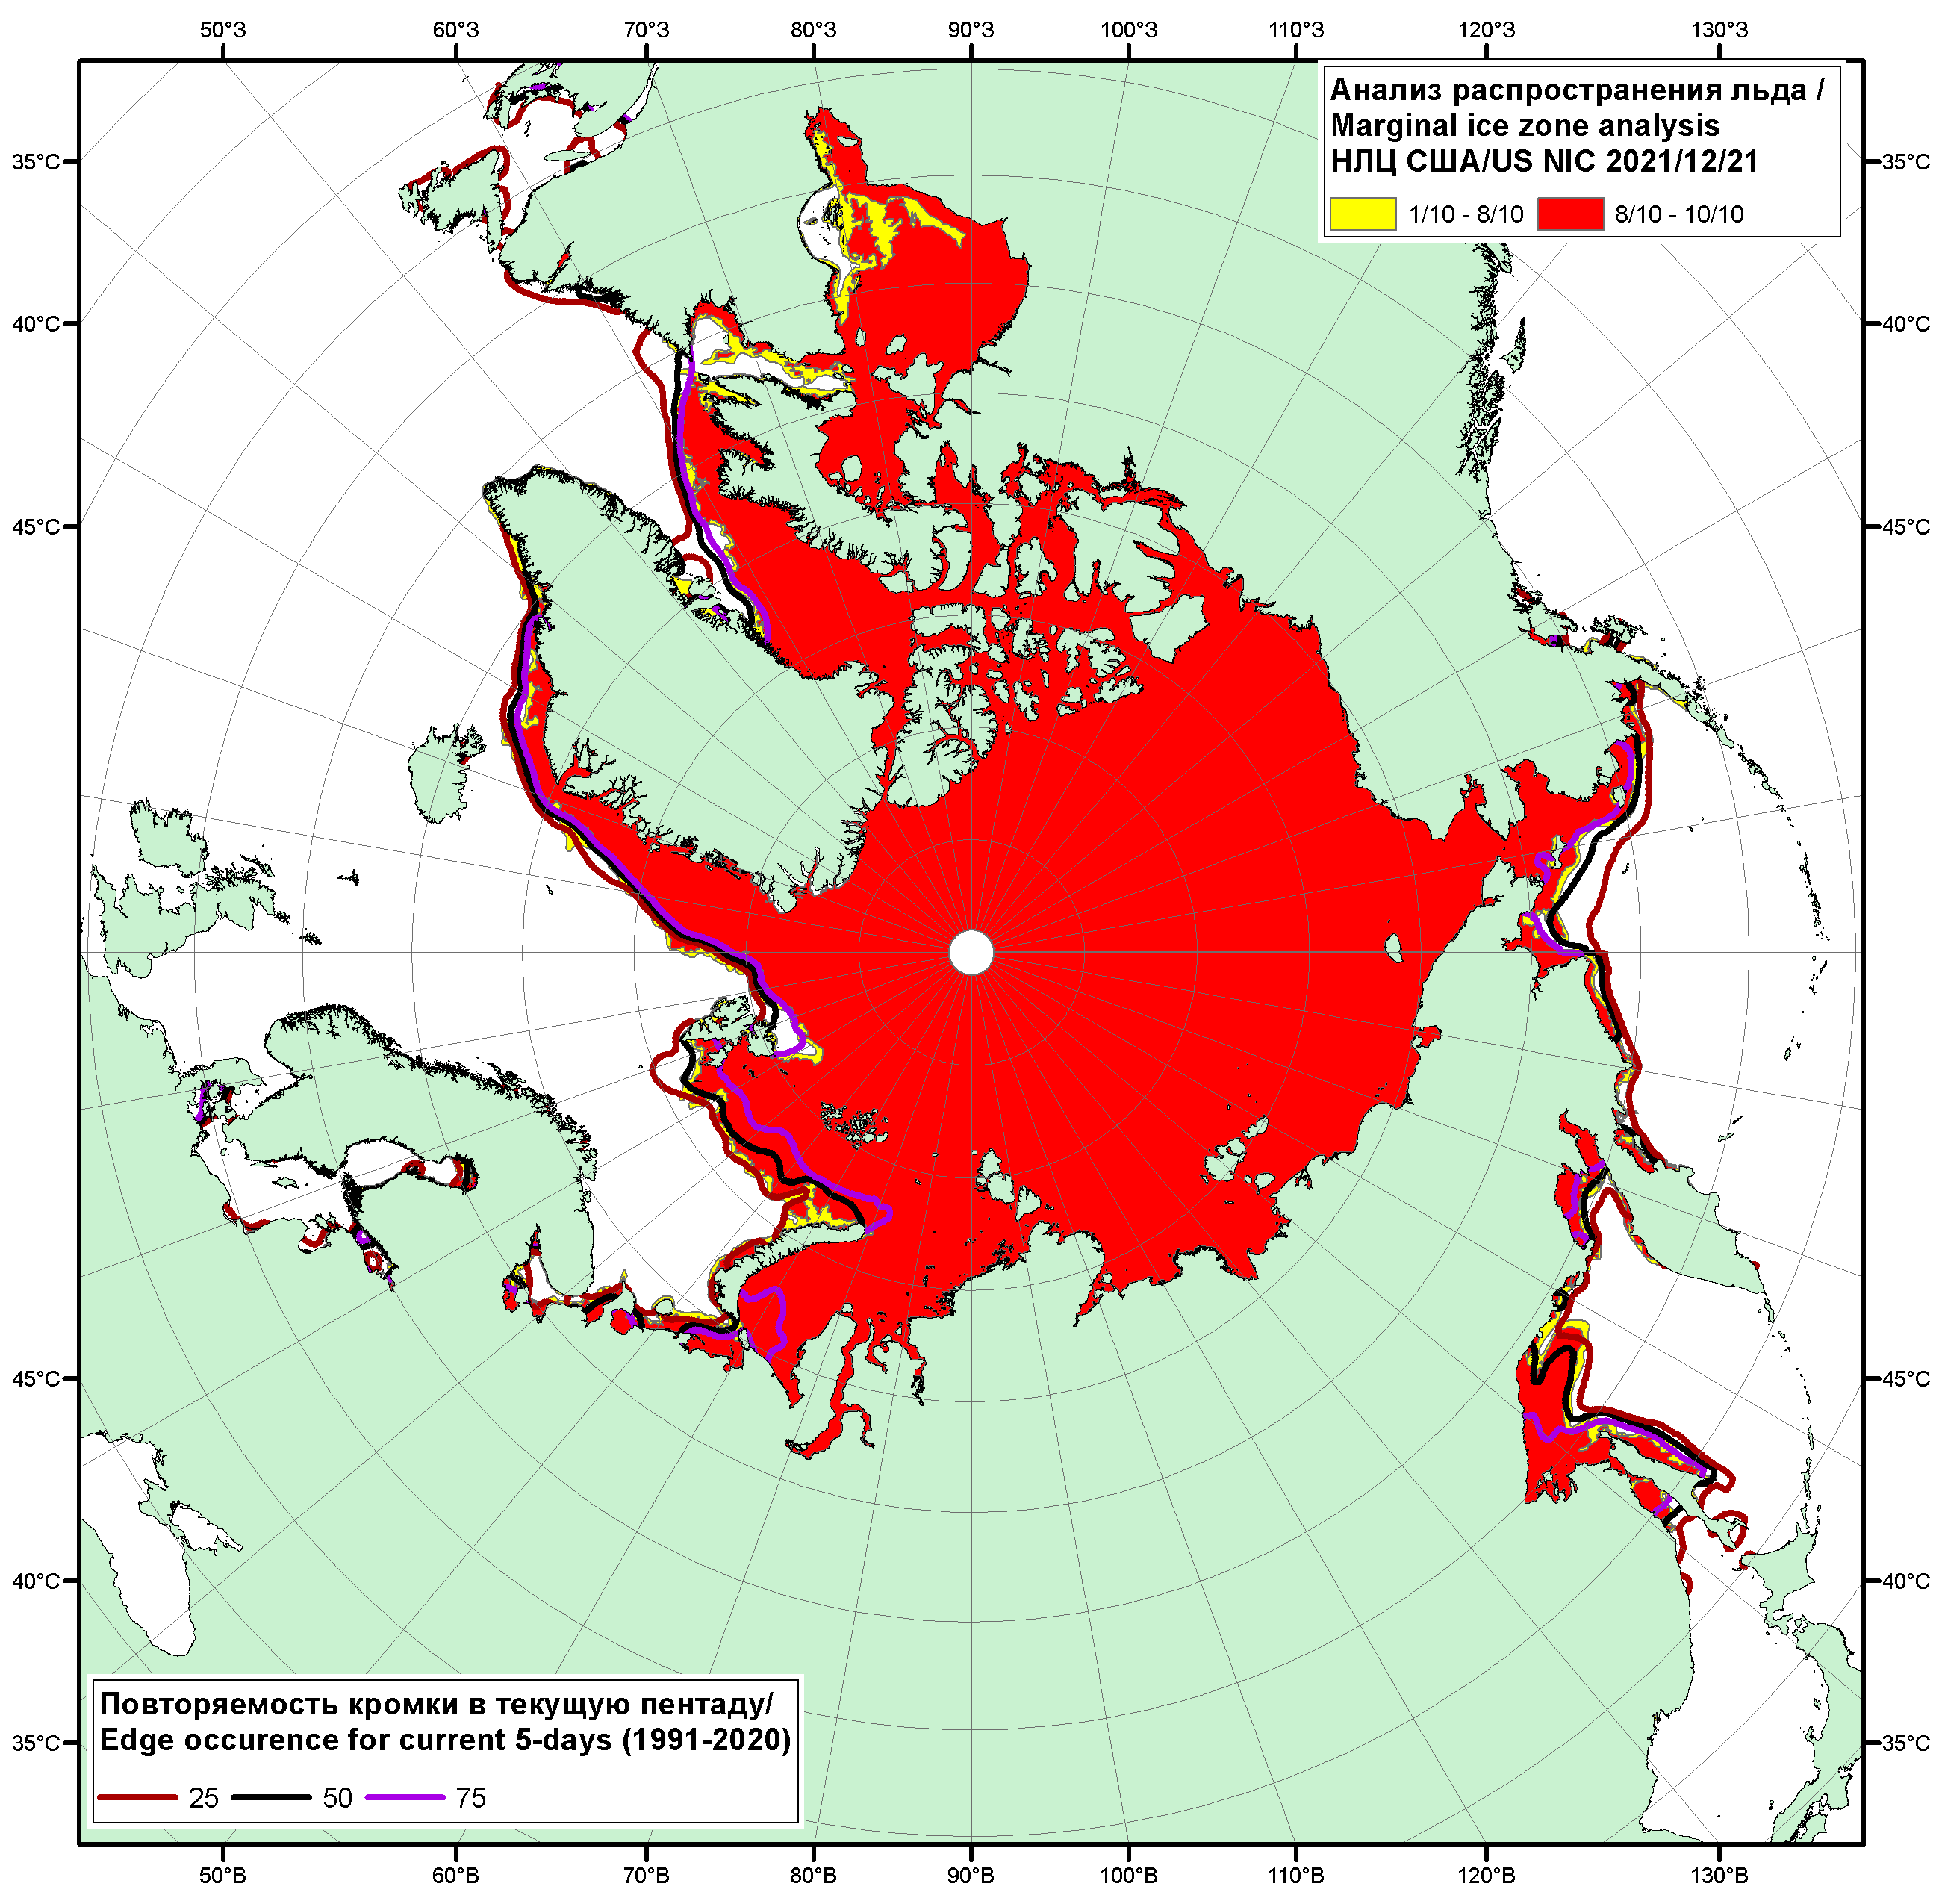 50°З 60°З 70°З 80°З 90°З 100°З 110°З 120°З 130°З
Анализ распространения льда /
Marginal ice zone analysis
НЛЦ США/US NIC 2021/12/21
1/10 - 8/10 8/10 - 10/10
35°С 35°С
40°С 40°С
45°С 45°С
45°С 45°С
40°С 40°С
35°С 35°С
Повторяемость кромки в текущую пентаду/
Edge occurence for current 5-days (1991-2020)
25 50 75
50°В 60°В 70°В 80°В 90°В 100°В 110°В 120°В 130°В